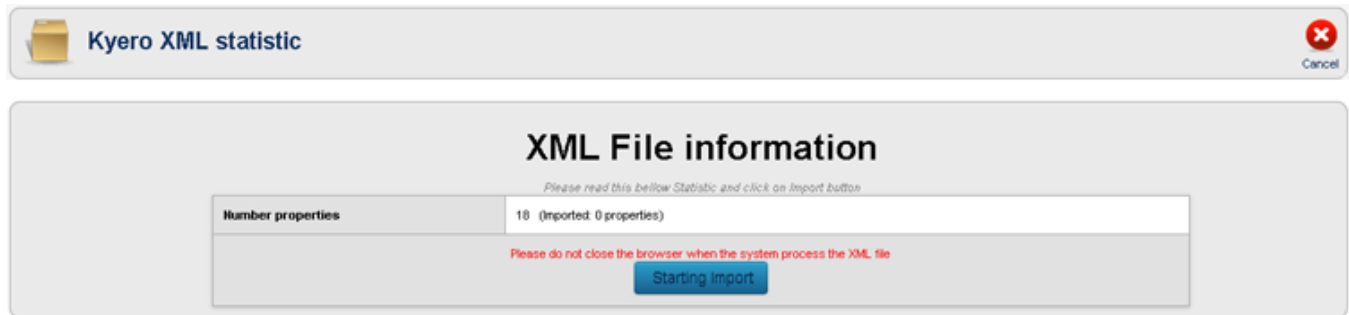 Kyero XML statistic
Cancel
XML File information
Please read this bellow Statistic and click on Import button
Number properties
18 (Imported: 0 properties)
Please do not close the browser when the system process the XML file
Starting Import